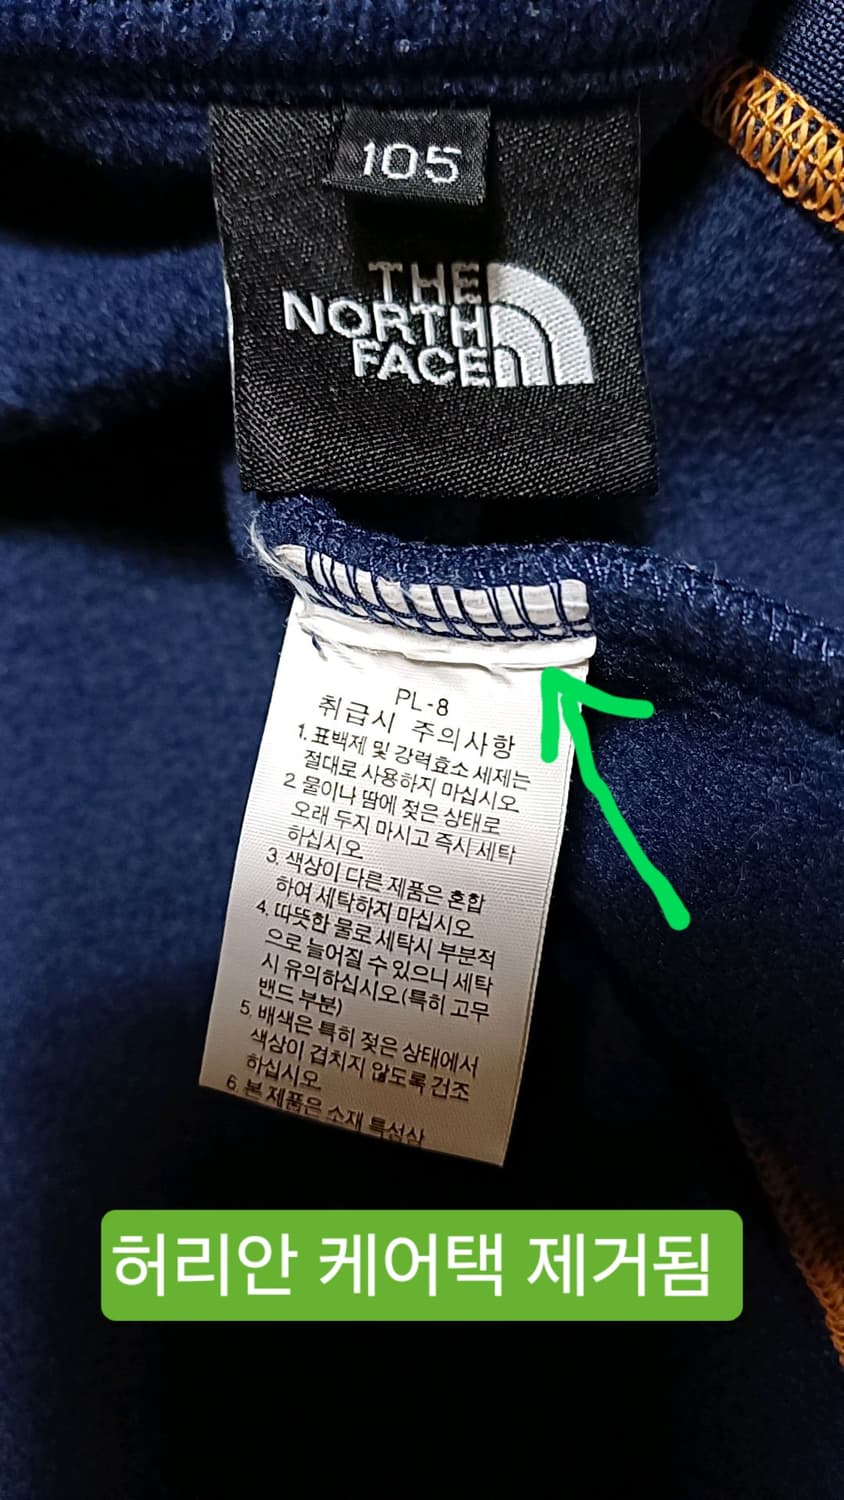 105
THE
NORTH
FACE
PL-8
취급시 주의사항
1. 표백제 및 강력효소 세제는
절대로 사용하지 마십시오
2 물이나 땀에 젖은 상태로
오래 두지 마시고 즉시 세탁
하십시오
3. 색상이 다른 제품은 혼합
하여 세탁하지 마십시오
4. 따뜻한 물로 세탁시 부분적
으로 늘어질 수 있으니 세탁
시 유의하십시오(특히 고무
밴드 부분)
5. 배색은 특히 젖은 상태에서
색상이 겹치지 않도록 건조
하십시오
6. 본 제품은 소재 특성상
허리안 케어택 제거됨